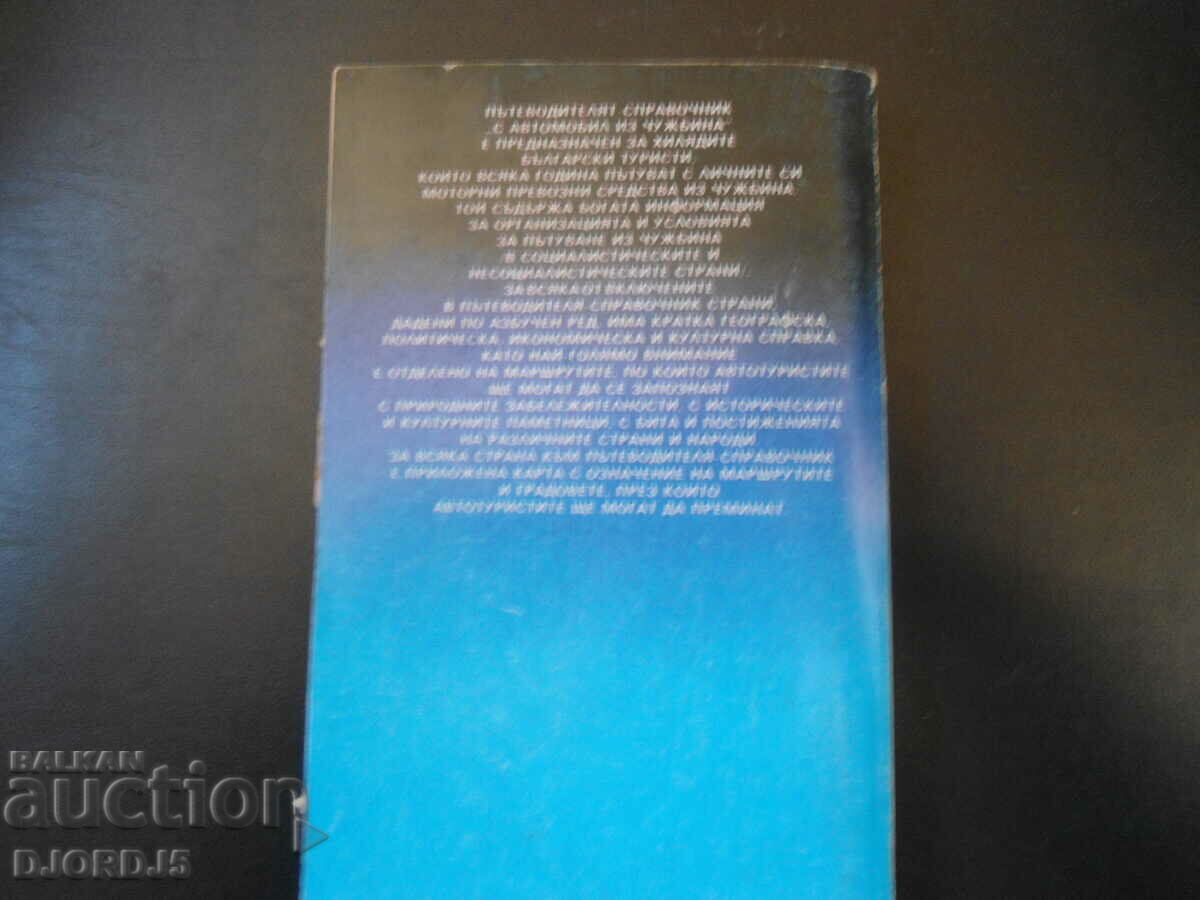 ПЪТЕВОДИТЕЛЯТ СПРАВОЧНИК
„С АВТОМОБИЛ ИЗ ЧУЖБИНА“
Е ПРЕДНАЗНАЧЕН ЗА ХИЛЯДИТЕ
БЪЛГАРСКИ ТУРИСТИ,
КОИТО ВСЯКА ГОДИНА ПЪТУВАТ С ЛИЧНИТЕ СИ
МОТОРНИ ПРЕВОЗНИ СРЕДСТВА ИЗ ЧУЖБИНА.
ТОЙ СЪДЪРЖА БОГАТА ИНФОРМАЦИЯ
ЗА ОРГАНИЗАЦИЯТА И УСЛОВИЯТА
ЗА ПЪТУВАНЕ ИЗ ЧУЖБИНА
В СОЦИАЛИСТИЧЕСКИТЕ И
НЕСОЦИАЛИСТИЧЕСКИТЕ СТРАНИ.
ЗА ВСЯКА ОТ ВКЛЮЧЕНИТЕ
В ПЪТЕВОДИТЕЛЯ-СПРАВОЧНИК СТРАНИ,
ДАДЕНИ ПО АЗБУЧЕН РЕД, ИМА КРАТКА ГЕОГРАФСКА,
ПОЛИТИЧЕСКА, ИКОНОМИЧЕСКА И КУЛТУРНА СПРАВКА,
КАТО НАЙ-ГОЛЯМО ВНИМАНИЕ
Е ОТДЕЛЕНО НА МАРШРУТИТЕ, ПО КОИТО АВТОТУРИСТИТЕ
ЩЕ МОГАТ ДА СЕ ЗАПОЗНАЯТ
С ПРИРОДНИТЕ ЗАБЕЛЕЖИТЕЛНОСТИ, С ИСТОРИЧЕСКИТЕ
И КУЛТУРНИТЕ ПАМЕТНИЦИ, С БИТА И ПОСТИЖЕНИЯТА
НА РАЗЛИЧНИТЕ СТРАНИ И НАРОДИ.
ЗА ВСЯКА СТРАНА КЪМ ПЪТЕВОДИТЕЛЯ-СПРАВОЧНИК
Е ПРИЛОЖЕНА КАРТА С ОЗНАЧЕНИЕ НА МАРШРУТИТЕ
И ГРАДОВЕТЕ, ПРЕЗ КОИТО
АВТОТУРИСТИТЕ ЩЕ МОГАТ ДА ПРЕМИНАТ.
BALKAN
auction
DJORDJ5